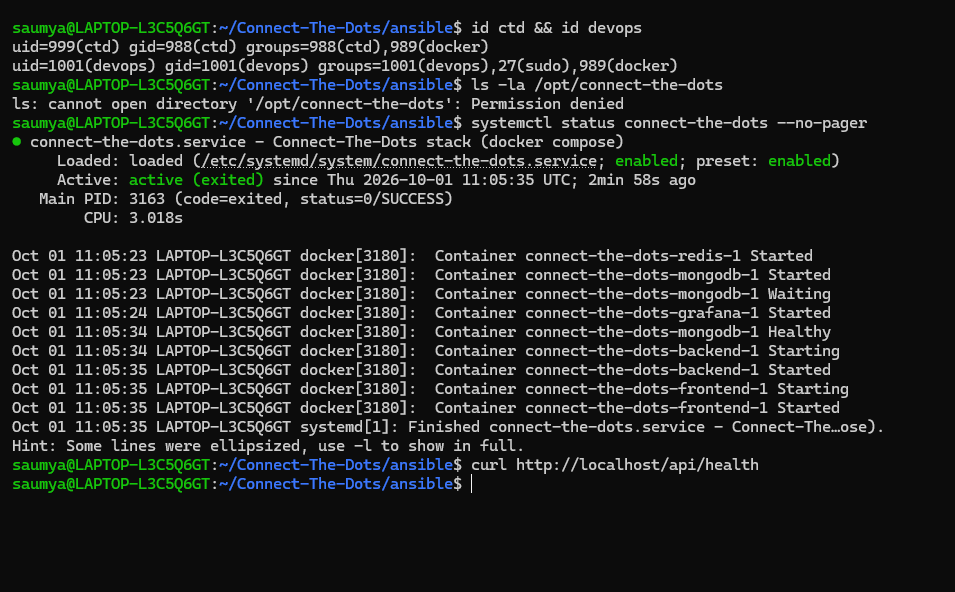 saumya@LAPTOP-L3C5Q6GT:~/Connect-The-Dots/ansible$ id ctd && id devops
uid=999(ctd) gid=988(ctd) groups=988(ctd),989(docker)
uid=1001(devops) gid=1001(devops) groups=1001(devops),27(sudo),989(docker)
saumya@LAPTOP-L3C5Q6GT:~/Connect-The-Dots/ansible$ ls -la /opt/connect-the-dots
ls: cannot open directory '/opt/connect-the-dots': Permission denied
saumya@LAPTOP-L3C5Q6GT:~/Connect-The-Dots/ansible$ systemctl status connect-the-dots --no-pager
● connect-the-dots.service - Connect-The-Dots stack (docker compose)
     Loaded: loaded (/etc/systemd/system/connect-the-dots.service; enabled; preset: enabled)
     Active: active (exited) since Thu 2026-10-01 11:05:35 UTC; 2min 58s ago
   Main PID: 3163 (code=exited, status=0/SUCCESS)
        CPU: 3.018s

Oct 01 11:05:23 LAPTOP-L3C5Q6GT docker[3180]:  Container connect-the-dots-redis-1 Started
Oct 01 11:05:23 LAPTOP-L3C5Q6GT docker[3180]:  Container connect-the-dots-mongodb-1 Started
Oct 01 11:05:23 LAPTOP-L3C5Q6GT docker[3180]:  Container connect-the-dots-mongodb-1 Waiting
Oct 01 11:05:24 LAPTOP-L3C5Q6GT docker[3180]:  Container connect-the-dots-grafana-1 Started
Oct 01 11:05:34 LAPTOP-L3C5Q6GT docker[3180]:  Container connect-the-dots-mongodb-1 Healthy
Oct 01 11:05:34 LAPTOP-L3C5Q6GT docker[3180]:  Container connect-the-dots-backend-1 Starting
Oct 01 11:05:35 LAPTOP-L3C5Q6GT docker[3180]:  Container connect-the-dots-backend-1 Started
Oct 01 11:05:35 LAPTOP-L3C5Q6GT docker[3180]:  Container connect-the-dots-frontend-1 Starting
Oct 01 11:05:35 LAPTOP-L3C5Q6GT docker[3180]:  Container connect-the-dots-frontend-1 Started
Oct 01 11:05:35 LAPTOP-L3C5Q6GT systemd[1]: Finished connect-the-dots.service - Connect-The…ose).
Hint: Some lines were ellipsized, use -l to show in full.
saumya@LAPTOP-L3C5Q6GT:~/Connect-The-Dots/ansible$ curl http://localhost/api/health
saumya@LAPTOP-L3C5Q6GT:~/Connect-The-Dots/ansible$